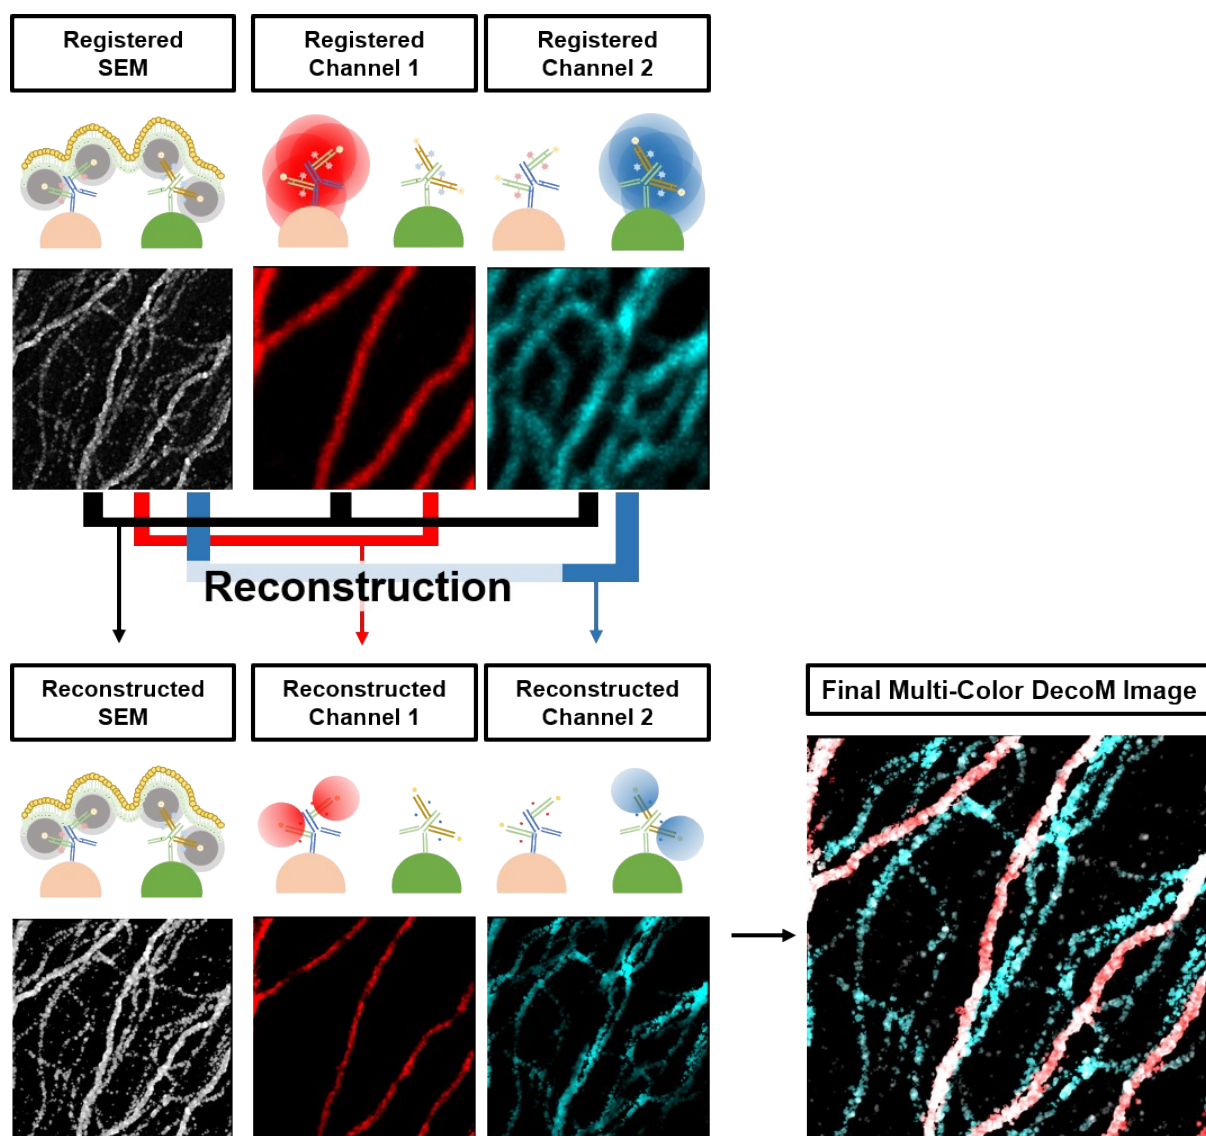 Registered
SEM
Registered
Channel 1
Registered
Channel 2
Reconstruction
Reconstructed
SEM
Reconstructed
Channel 1
Reconstructed
Channel 2
Final Multi-Color DecoM Image